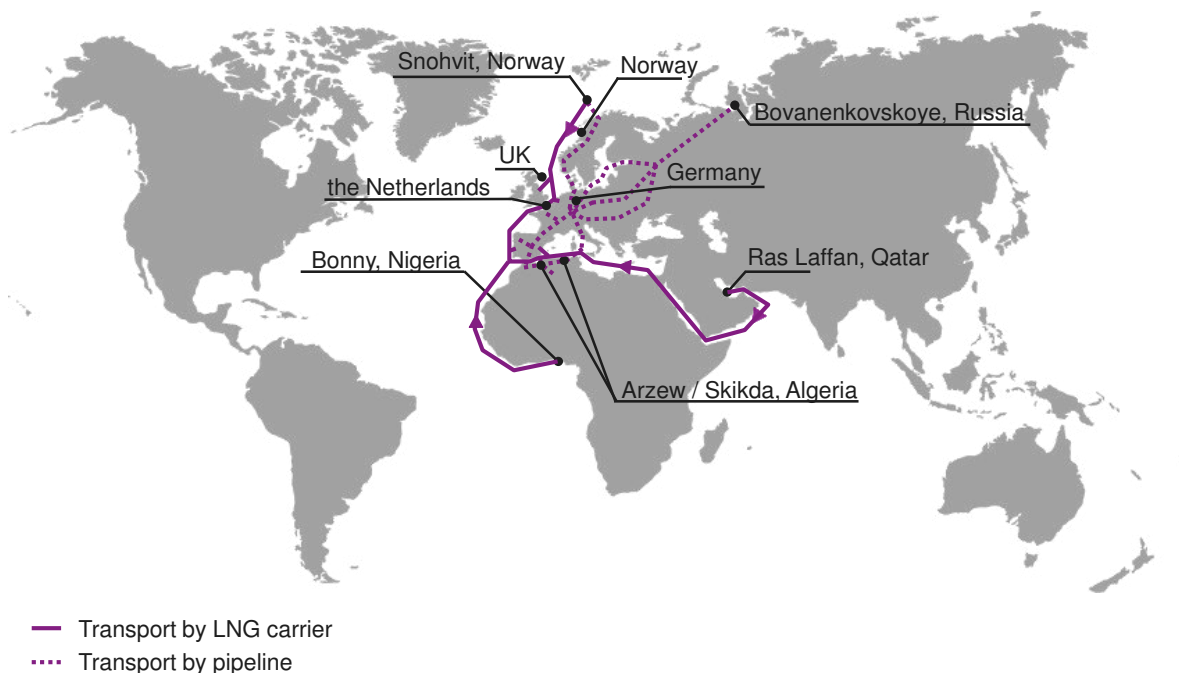 Snohvit, Norway
Norway
Bovanenkovskoye, Russia
UK
Germany
the Netherlands
Bonny, Nigeria
Ras Laffan, Qatar
Arzew / Skikda, Algeria
Transport by LNG carrier
Transport by pipeline